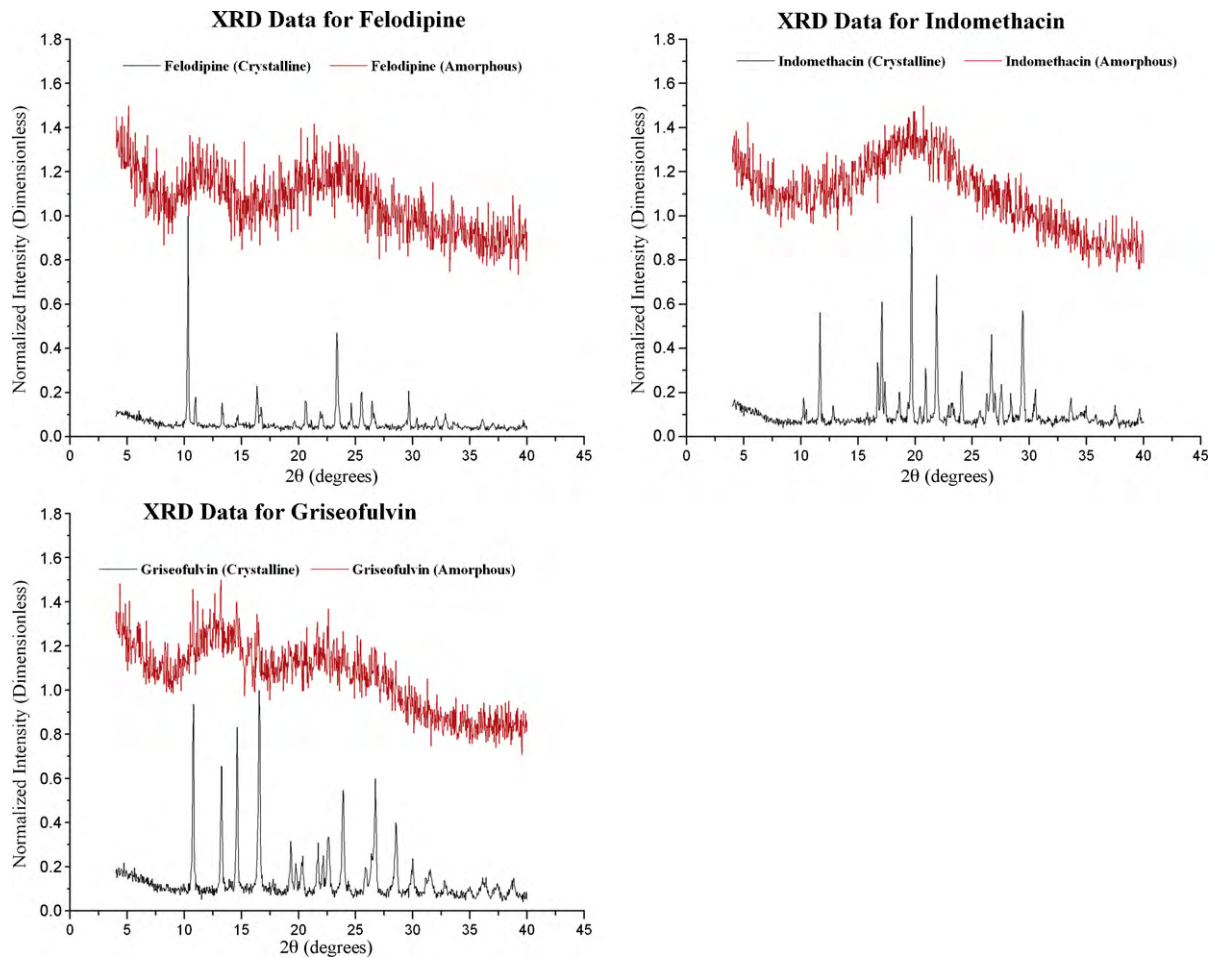 XRD Data for Felodipine
1.8
1.6
1.4
1.2
1.0
0.8
0.6
0.4
0.2
0.0
Normalized Intensity (Dimensionless)
Felodipine (Crystalline) Felodipine (Amorphous)
0 5 10 15 20 25 30 35 40 45
2θ (degrees)
XRD Data for Indomethacin
1.8
1.6
1.4
1.2
1.0
0.8
0.6
0.4
0.2
0.0
Normalized Intensity (Dimensionless)
Indomethacin (Crystalline) Indomethacin (Amorphous)
0 5 10 15 20 25 30 35 40 45
2θ (degrees)
XRD Data for Griseofulvin
1.8
1.6
1.4
1.2
1.0
0.8
0.6
0.4
0.2
0.0
Normalized Intensity (Dimensionless)
Griseofulvin (Crystalline) Griseofulvin (Amorphous)
0 5 10 15 20 25 30 35 40 45
2θ (degrees)